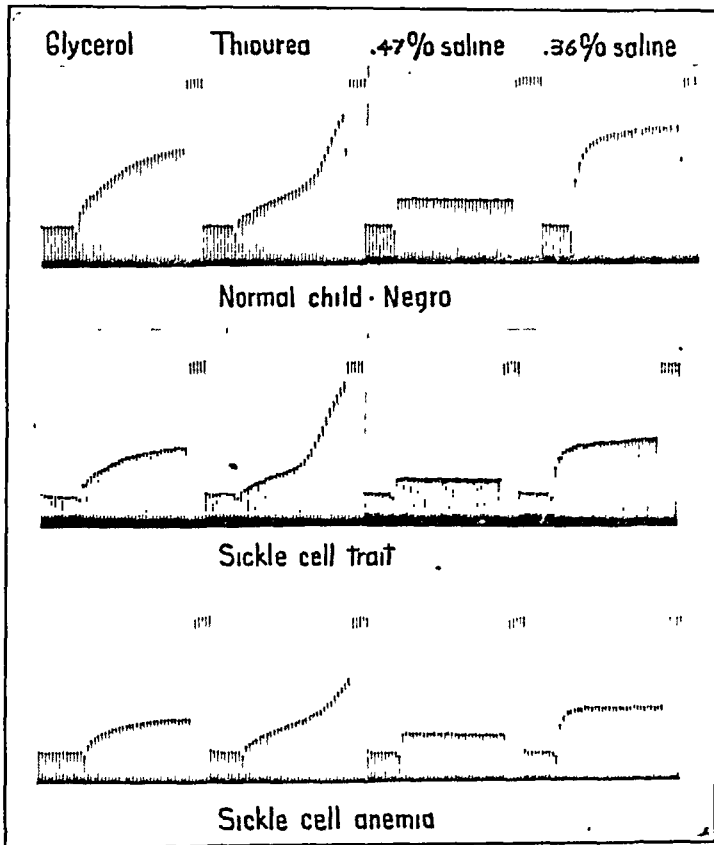 Glycerol Thiourea .47% saline .36% saline
Normal child · Negro
Sickle cell trait
Sickle cell anemia